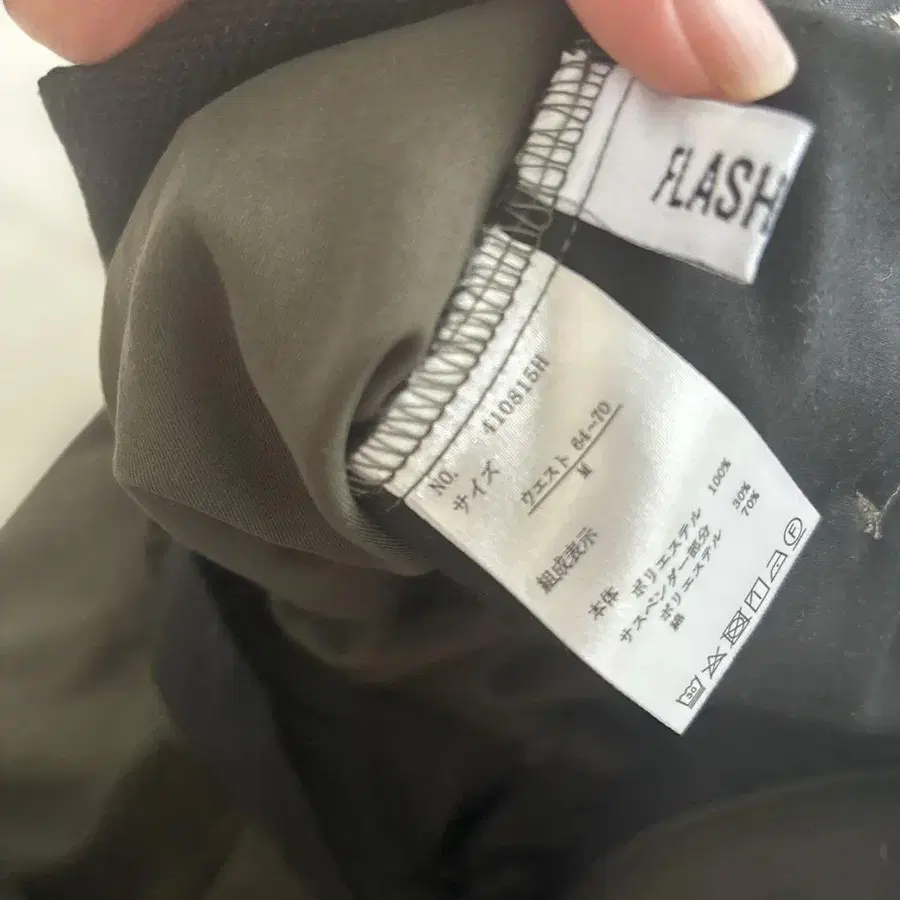 FLASH
NO. 410815H
サイズ
ウエスト 64~70
M
組成表示
本体 ポリエステル 100%
サスペンダー部分
ポリエステル 30%
綿 70%
30
F